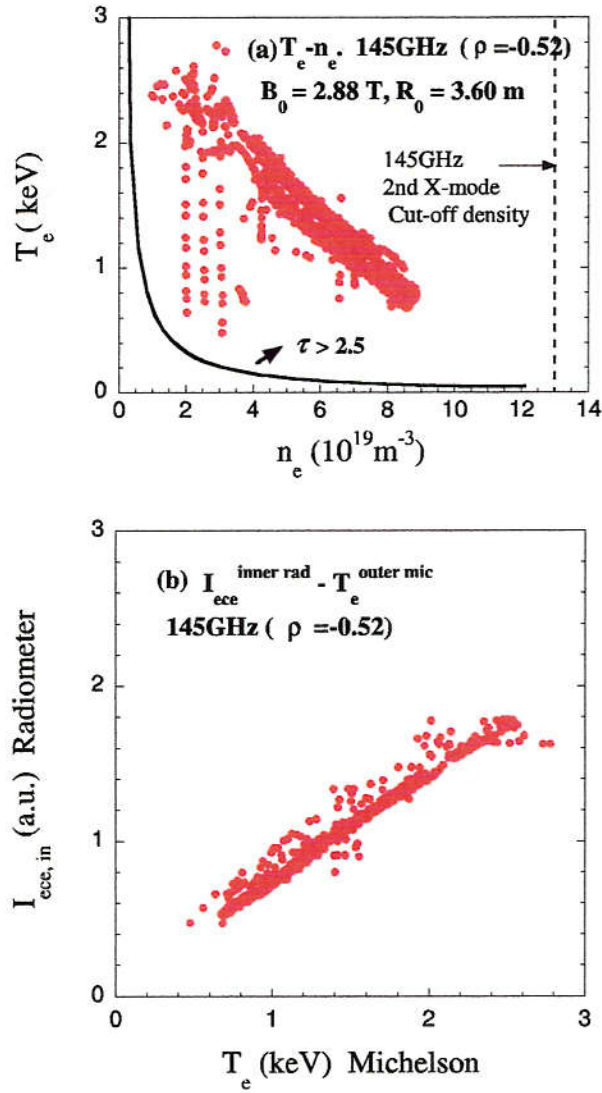 3
(a) T_e-n_e. 145GHz ( ρ =-0.52)
B_0 = 2.88 T, R_0 = 3.60 m
2
145GHz
2nd X-mode
Cut-off density
T_e ( keV)
1
τ > 2.5
0
0 2 4 6 8 10 12 14
n_e (10^19 m^-3)
3
(b) I_ece^inner rad - T_e^outer mic
145GHz ( ρ =-0.52)
2
I_ece, in (a.u.) Radiometer
1
0
0 1 2 3
T_e (keV) Michelson